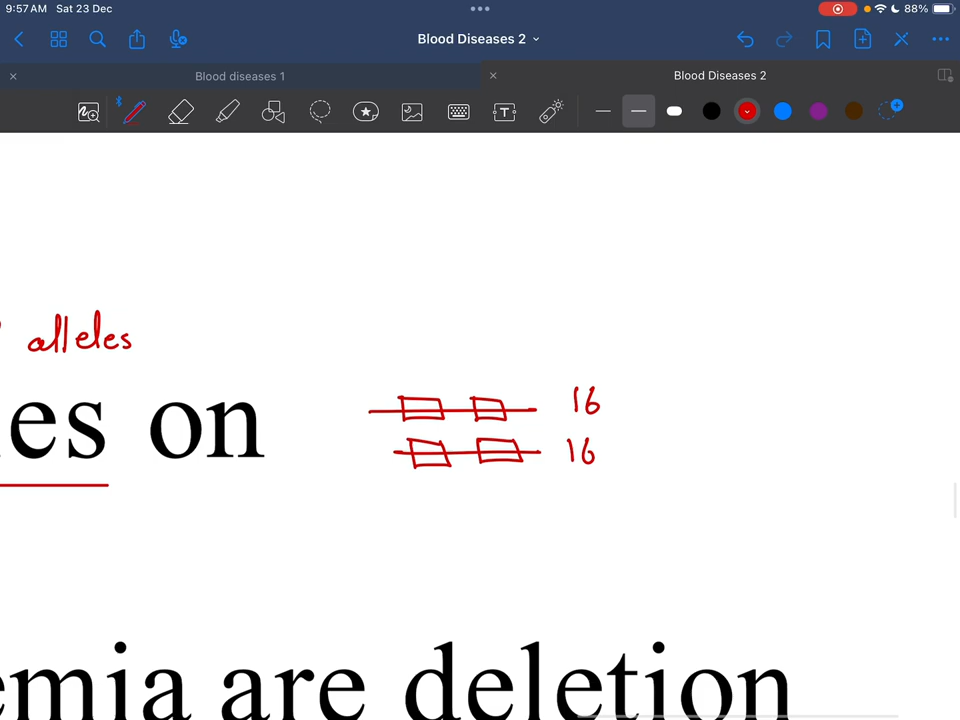 9:57 AM Sat 23 Dec
88%
Blood Diseases 2
Blood diseases 1
Blood Diseases 2
T
alleles
es on
16
16
emia are deletion